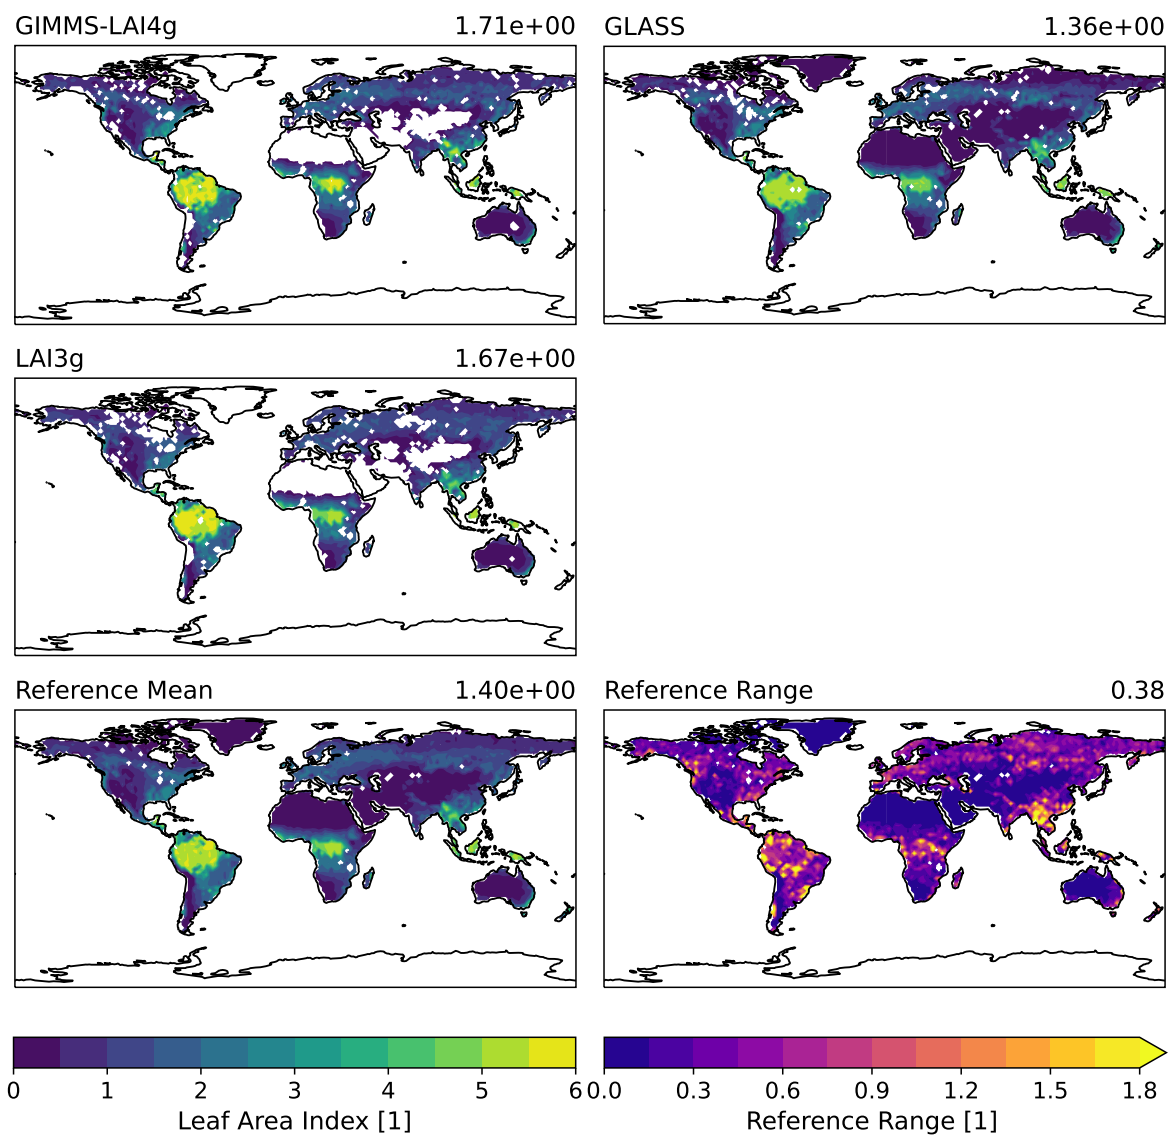 GIMMS-LAI4g 1.71e+00
GLASS 1.36e+00
LAI3g 1.67e+00
Reference Mean 1.40e+00
Reference Range 0.38
0 1 2 3 4 5 6
Leaf Area Index [1]
0.0 0.3 0.6 0.9 1.2 1.5 1.8
Reference Range [1]